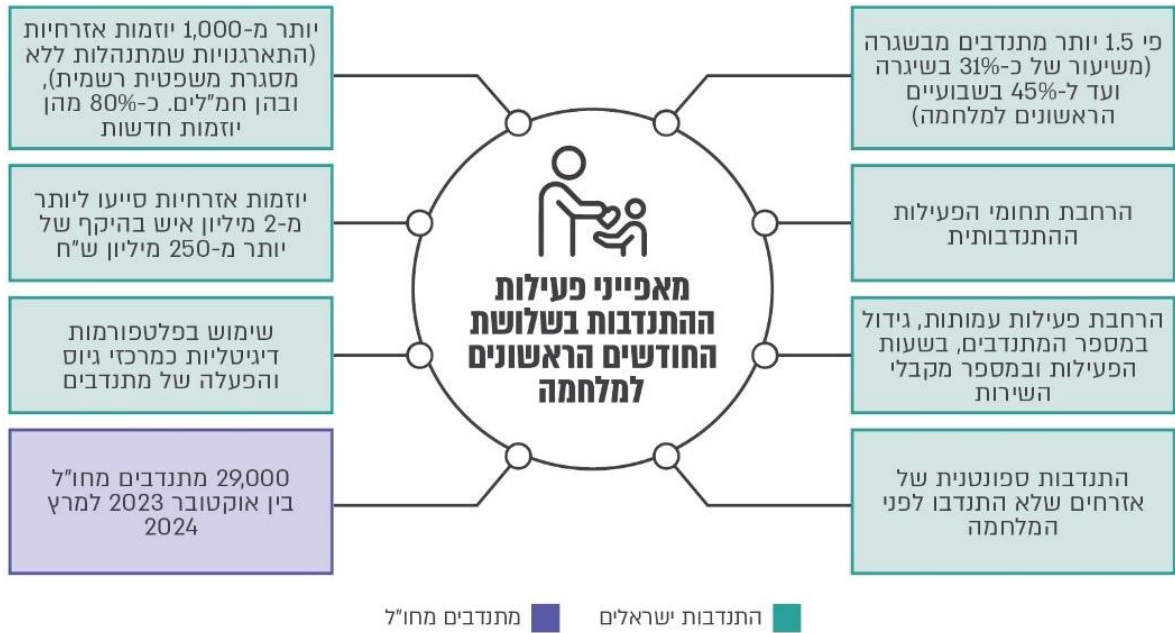 פי 1.5 יותר מתנדבים מבשגרה
(משיעור של כ-31% בשיגרה
ועד ל-45% בשבועיים
הראשונים למלחמה)
הרחבת תחומי הפעילות
ההתנדבותית
הרחבת פעילות עמותות, גידול
במספר המתנדבים, בשעות
הפעילות ובמספר מקבלי
השירות
התנדבות ספונטנית של
אזרחים שלא התנדבו לפני
המלחמה
מאפייני פעילות
ההתנדבות בשלושת
החודשים הראשונים
למלחמה
יותר מ-1,000 יוזמות אזרחיות
(התארגנויות שמתנהלות ללא
מסגרת משפטית רשמית),
ובהן חמ"לים. כ-80% מהן
יוזמות חדשות
יוזמות אזרחיות סייעו ליותר
מ-2 מיליון איש בהיקף של
יותר מ-250 מיליון ש"ח
שימוש בפלטפורמות
דיגיטליות כמרכזי גיוס
והפעלה של מתנדבים
29,000 מתנדבים מחו"ל
בין אוקטובר 2023 למרץ
2024
התנדבות ישראלים
מתנדבים מחו"ל